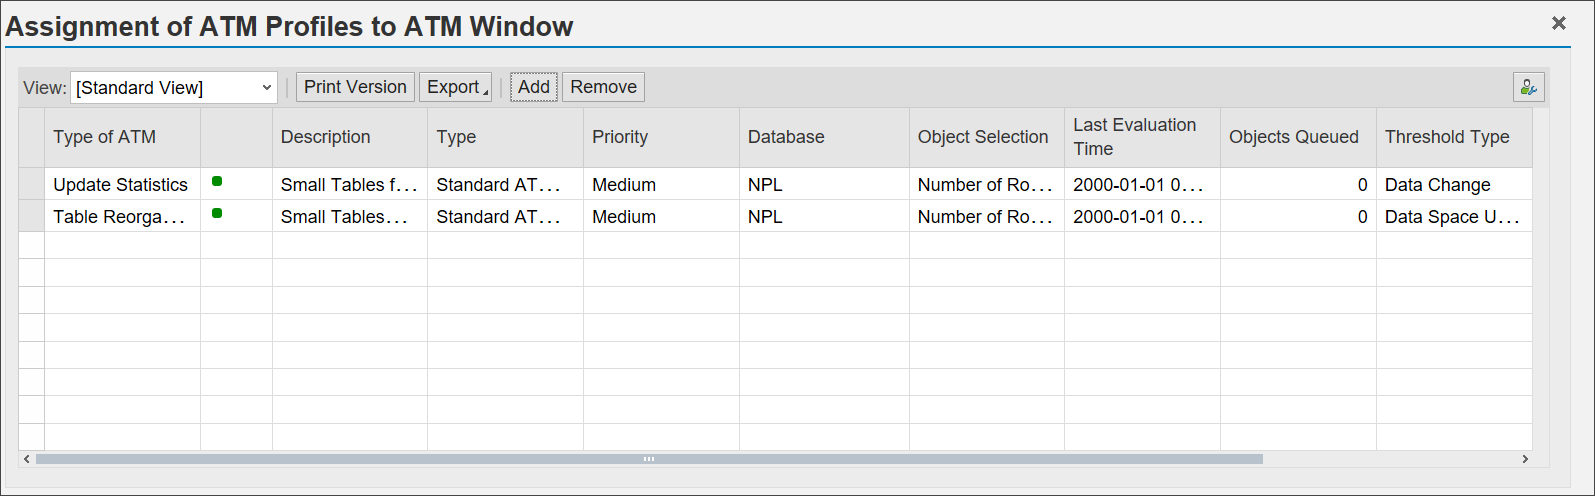 Assignment of ATM Profiles to ATM Window
View: [Standard View] Print Version Export Add Remove
Type of ATM Description Type Priority Database Object Selection Last Evaluation Time Objects Queued Threshold Type
Update Statistics Small Tables f... Standard AT... Medium NPL Number of Ro... 2000-01-01 0... 0 Data Change
Table Reorga... Small Tables... Standard AT... Medium NPL Number of Ro... 2000-01-01 0... 0 Data Space U...